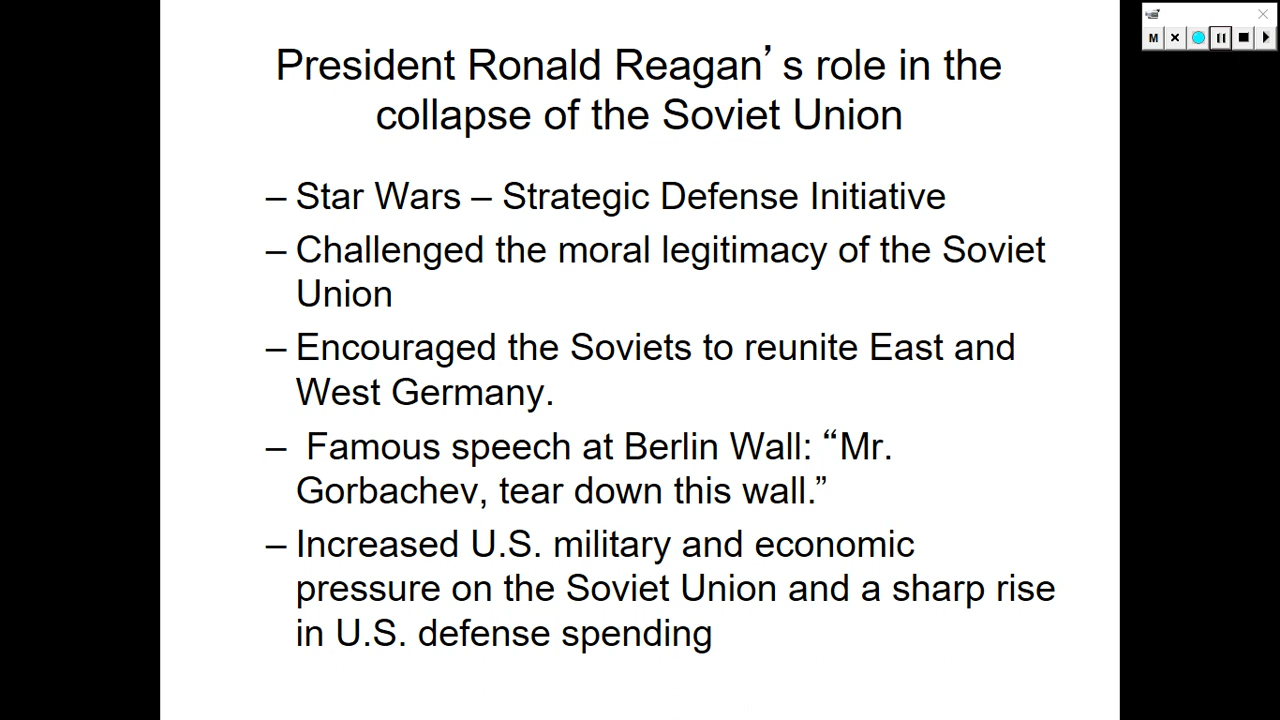 M
President Ronald Reagan’s role in the
collapse of the Soviet Union
– Star Wars – Strategic Defense Initiative
– Challenged the moral legitimacy of the Soviet
Union
– Encouraged the Soviets to reunite East and
West Germany.
– Famous speech at Berlin Wall: “Mr.
Gorbachev, tear down this wall.”
– Increased U.S. military and economic
pressure on the Soviet Union and a sharp rise
in U.S. defense spending